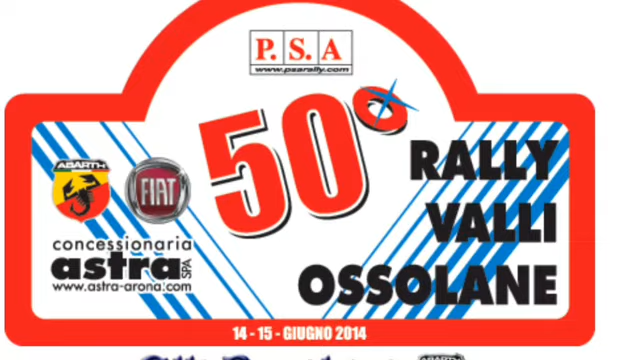 P. S. A
www.psarally.com
50°
RALLY
VALLI
OSSOLANE
ABARTH
FIAT
concessionaria
astra SPA
www.astra-arona.com
14 - 15 - GIUGNO 2014